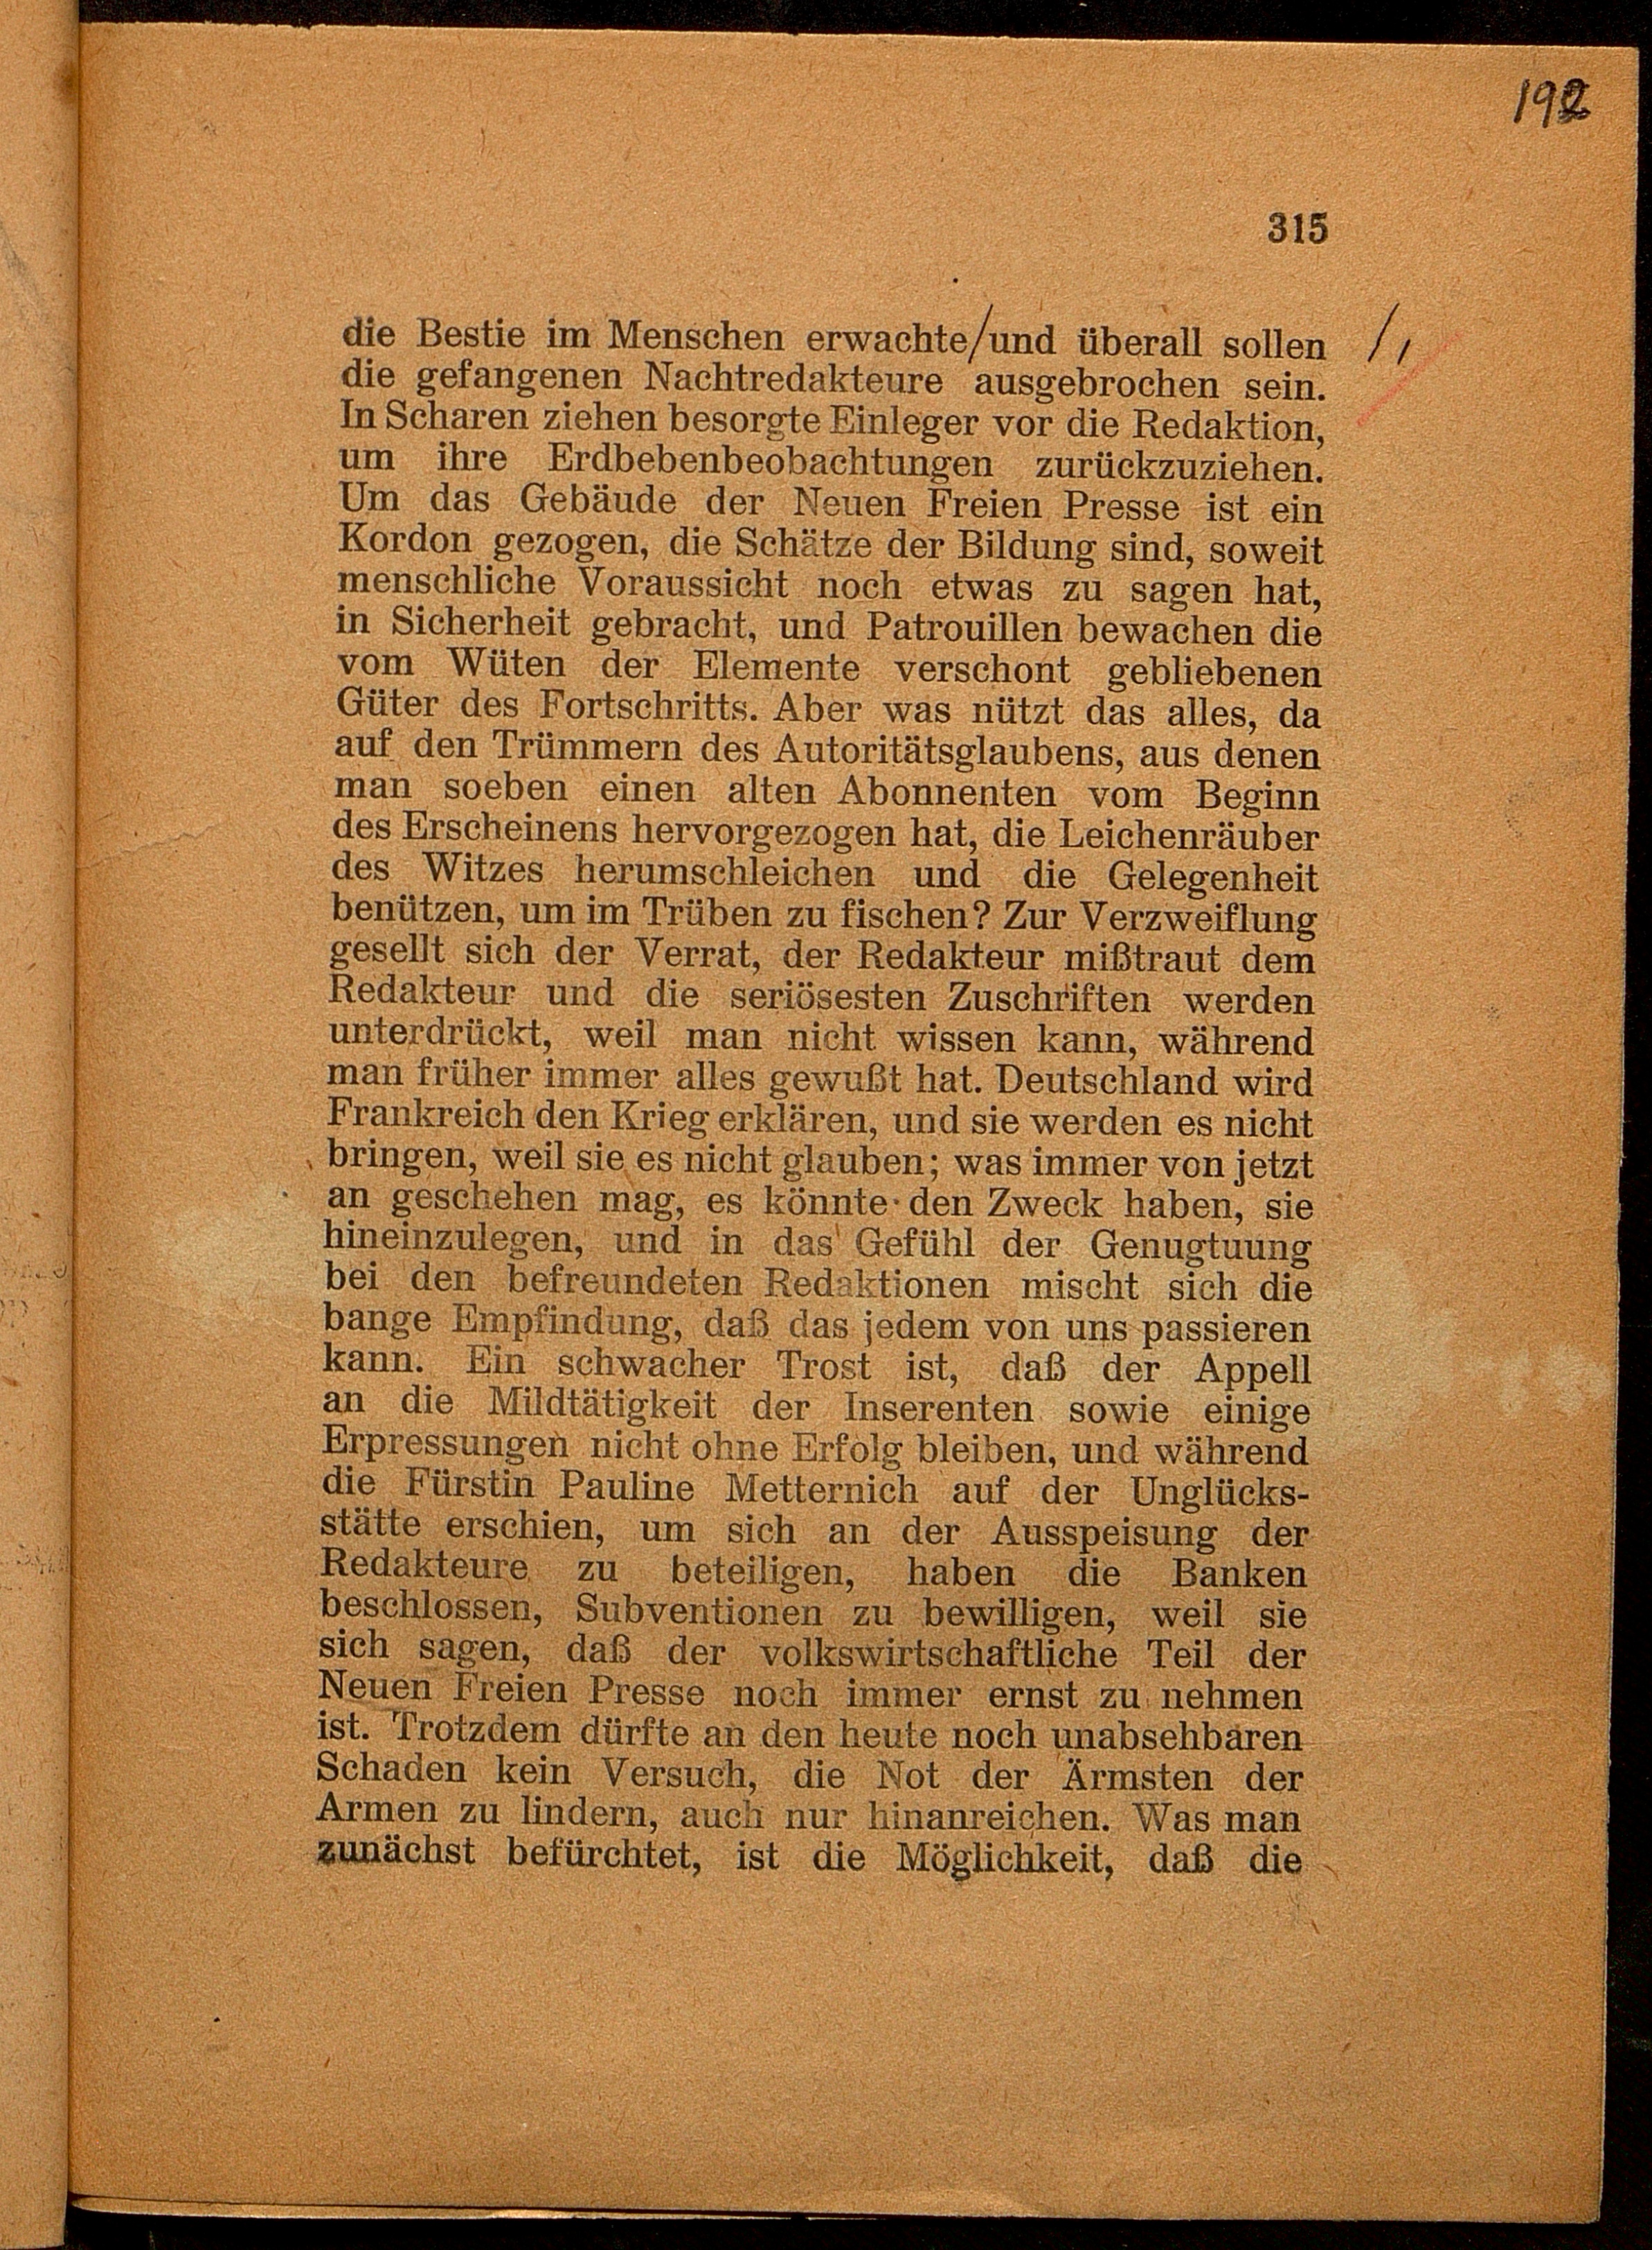 192
315
die Bestie im Menschen erwachte/und überall sollen /,
die gefangenen Nachtredakteure ausgebrochen sein.
In Scharen ziehen besorgte Einleger vor die Redaktion,
um ihre Erdbebenbeobachtungen zurückzuziehen.
Um das Gebäude der Neuen Freien Presse ist ein
Kordon gezogen, die Schätze der Bildung sind, soweit
menschliche Voraussicht noch etwas zu sagen hat,
in Sicherheit gebracht, und Patrouillen bewachen die
vom Wüten der Elemente verschont gebliebenen
Güter des Fortschritts. Aber was nützt das alles, da
auf den Trümmern des Autoritätsglaubens, aus denen
man soeben einen alten Abonnenten vom Beginn
des Erscheinens hervorgezogen hat, die Leichenräuber
des Witzes herumschleichen und die Gelegenheit
benützen, um im Trüben zu fischen? Zur Verzweiflung
gesellt sich der Verrat, der Redakteur mißtraut dem
Redakteur und die seriösesten Zuschriften werden
unterdrückt, weil man nicht wissen kann, während
man früher immer alles gewußt hat. Deutschland wird
Frankreich den Krieg erklären, und sie werden es nicht
bringen, weil sie es nicht glauben; was immer von jetzt
an geschehen mag, es könnte den Zweck haben, sie
hineinzulegen, und in das Gefühl der Genugtuung
bei den befreundeten Redaktionen mischt sich die
bange Empfindung, daß das jedem von uns passieren
kann. Ein schwacher Trost ist, daß der Appell
an die Mildtätigkeit der Inserenten sowie einige
Erpressungen nicht ohne Erfolg bleiben, und während
die Fürstin Pauline Metternich auf der Unglücks-
stätte erschien, um sich an der Ausspeisung der
Redakteure zu beteiligen, haben die Banken
beschlossen, Subventionen zu bewilligen, weil sie
sich sagen, daß der volkswirtschaftliche Teil der
Neuen Freien Presse noch immer ernst zu nehmen
ist. Trotzdem dürfte an den heute noch unabsehbaren
Schaden kein Versuch, die Not der Ärmsten der
Armen zu lindern, auch nur hinanreichen. Was man
zunächst befürchtet, ist die Möglichkeit, daß die